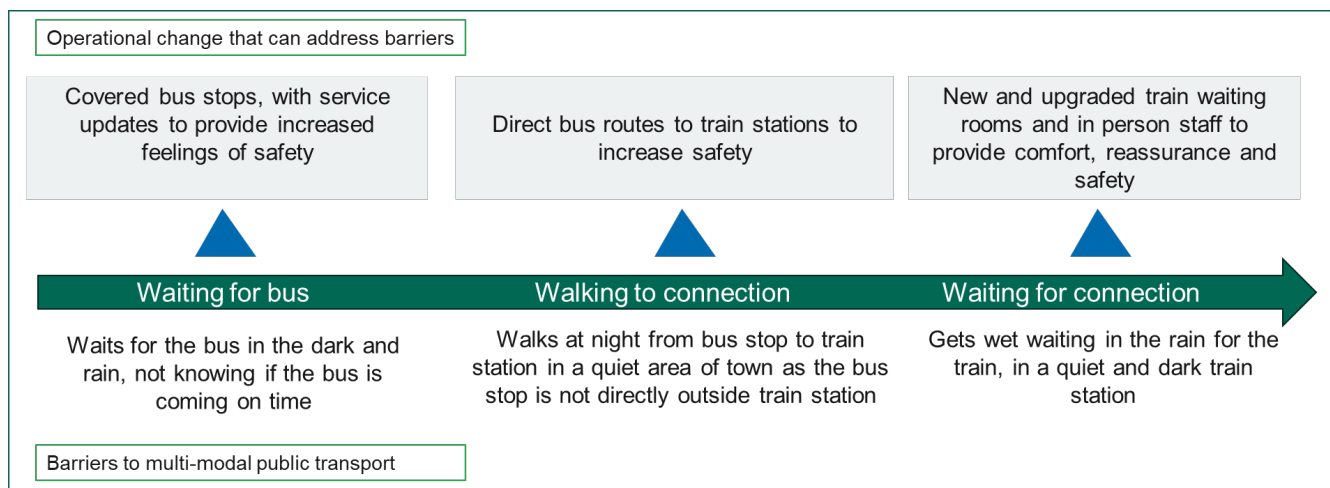 Operational change that can address barriers
Covered bus stops, with service
updates to provide increased
feelings of safety
Direct bus routes to train stations to
increase safety
New and upgraded train waiting
rooms and in person staff to
provide comfort, reassurance and
safety
Waiting for bus
Walking to connection
Waiting for connection
Waits for the bus in the dark and
rain, not knowing if the bus is
coming on time
Walks at night from bus stop to train
station in a quiet area of town as the bus
stop is not directly outside train station
Gets wet waiting in the rain for the
train, in a quiet and dark train
station
Barriers to multi-modal public transport